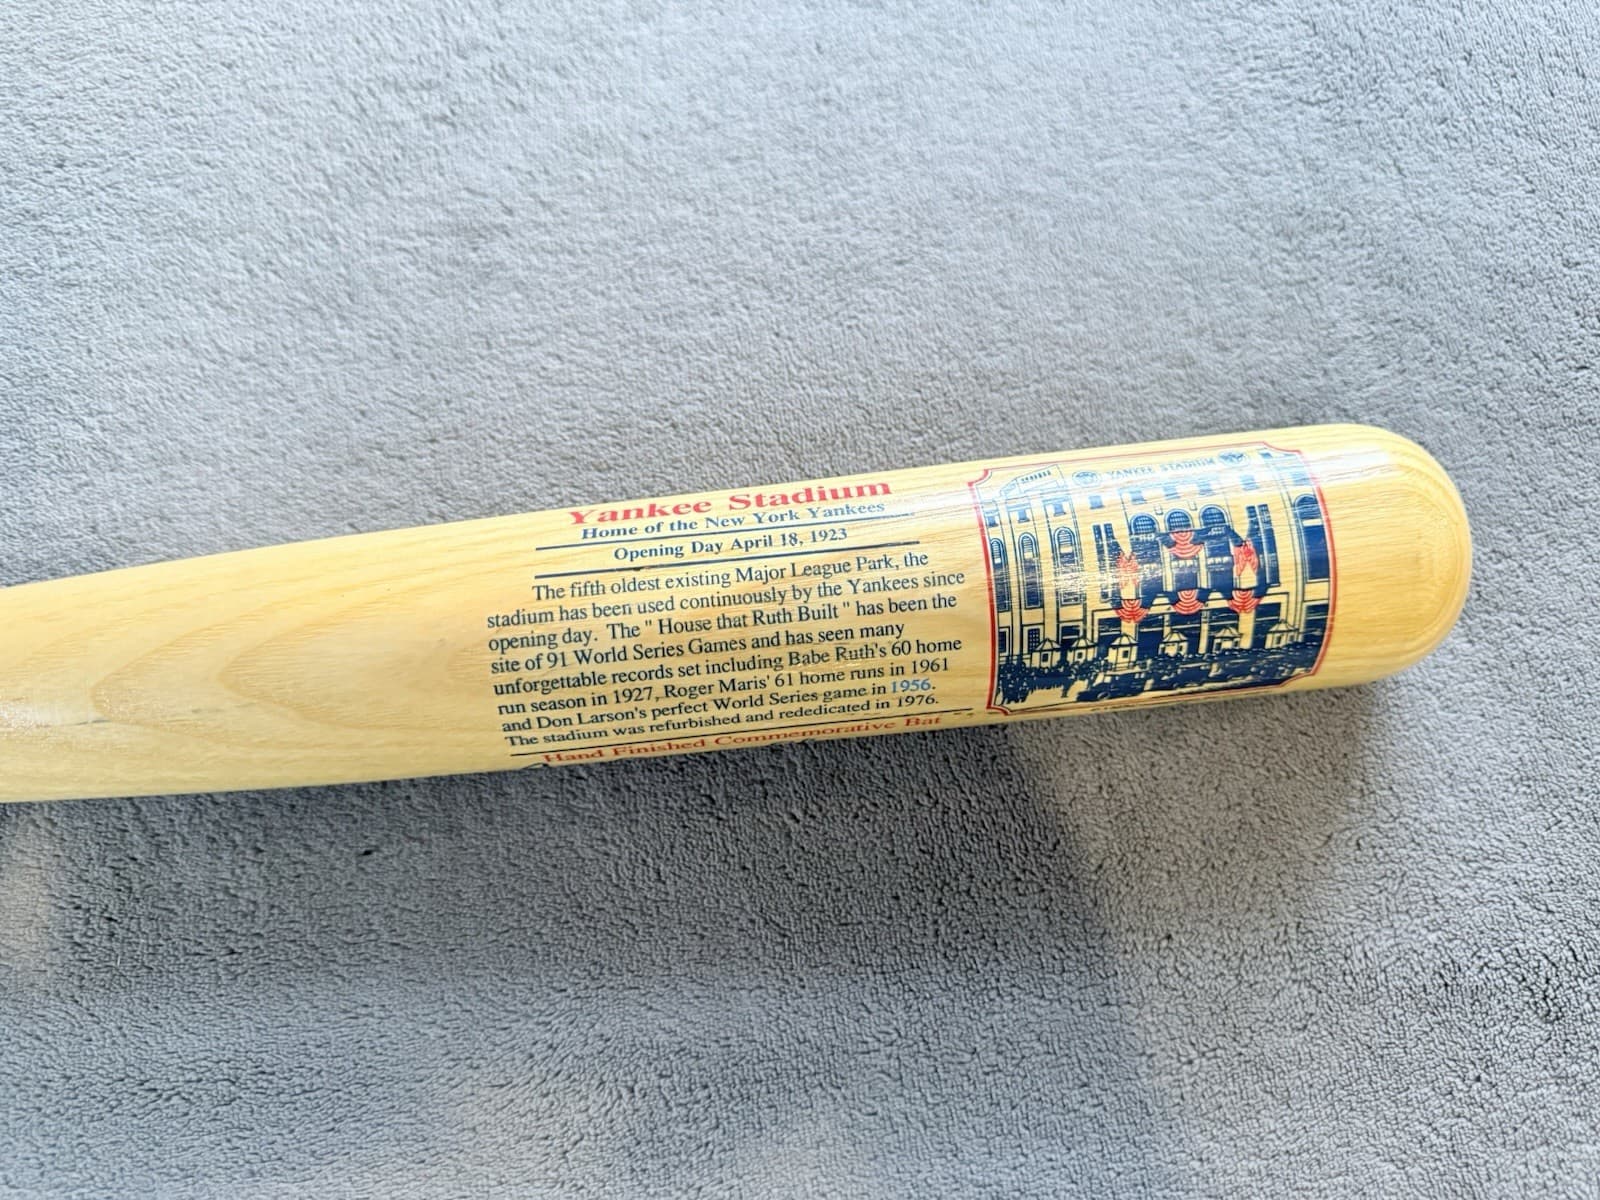 Yankee Stadium
Home of the New York Yankees
Opening Day April 18, 1923
The fifth oldest existing Major League Park, the
stadium has been used continuously by the Yankees since
opening day. The " House that Ruth Built " has been the
site of 91 World Series Games and has seen many
unforgettable records set including Babe Ruth's 60 home
run season in 1927, Roger Maris' 61 home runs in 1961
and Don Larson's perfect World Series game in 1956.
The stadium was refurbished and rededicated in 1976.
Hand Finished Commemorative Bat
YANKEE STADIUM